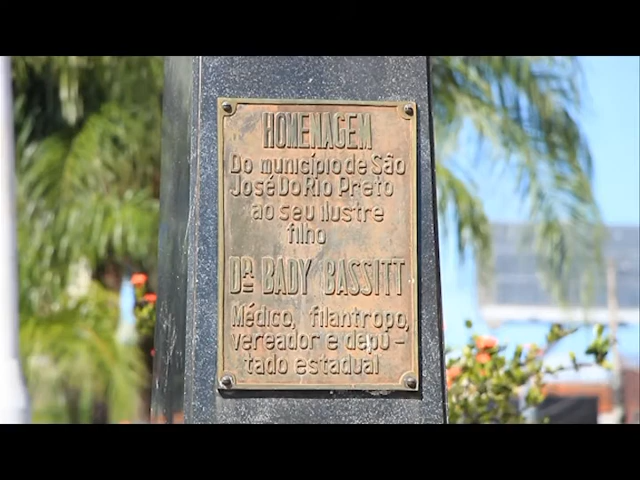 HOMENAGEM
Do município de São
José Do Rio Preto
ao seu ilustre
filho
DR BADY BASSITT
Médico, filantropo,
vereador e depu-
tado estadual